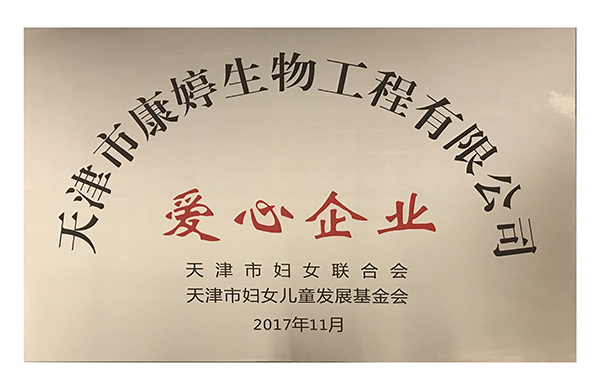 天津市康婷生物工程有限公司
爱心企业
天津市妇女联合会
天津市妇女儿童发展基金会
2017年11月